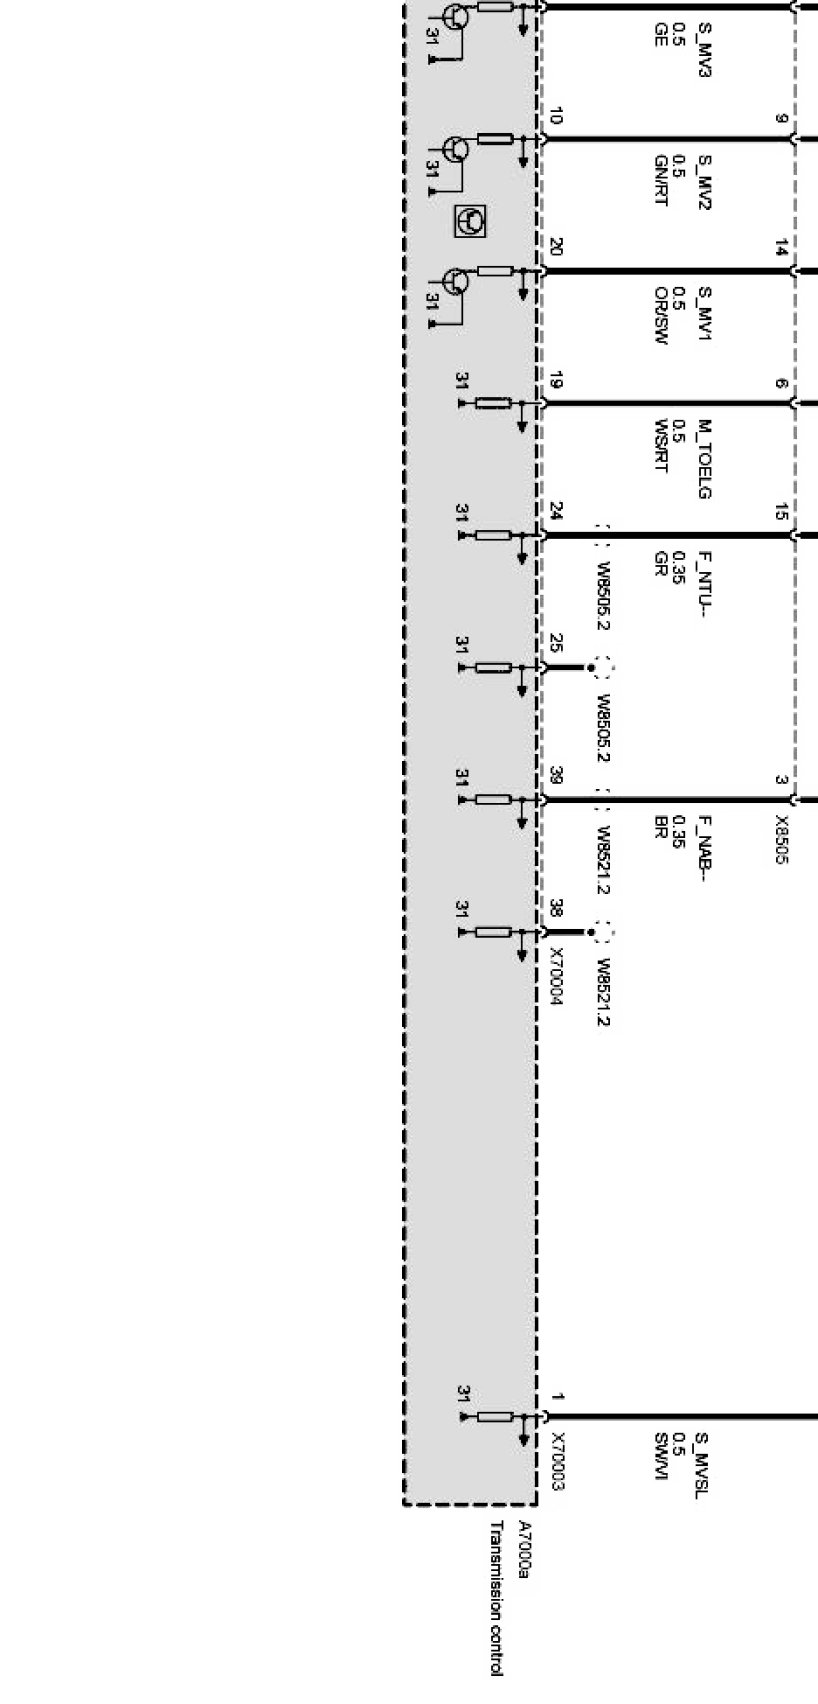 31
S_MV3
0.5
GE
10
9
31
S_MV2
0.5
GN/RT
20
14
31
S_MV1
0.5
OR/SW
19
6
31
M_TOELG
0.5
WS/RT
24
15
31
W8505.2
F_NTU--
0.35
GR
25
31
W8505.2
39
3
31
X8505
W8521.2
F_NAB--
0.35
BR
38
31
X70004
W8521.2
1
31
X70003
S_MVSL
0.5
SW/VI
A7000a
Transmission control